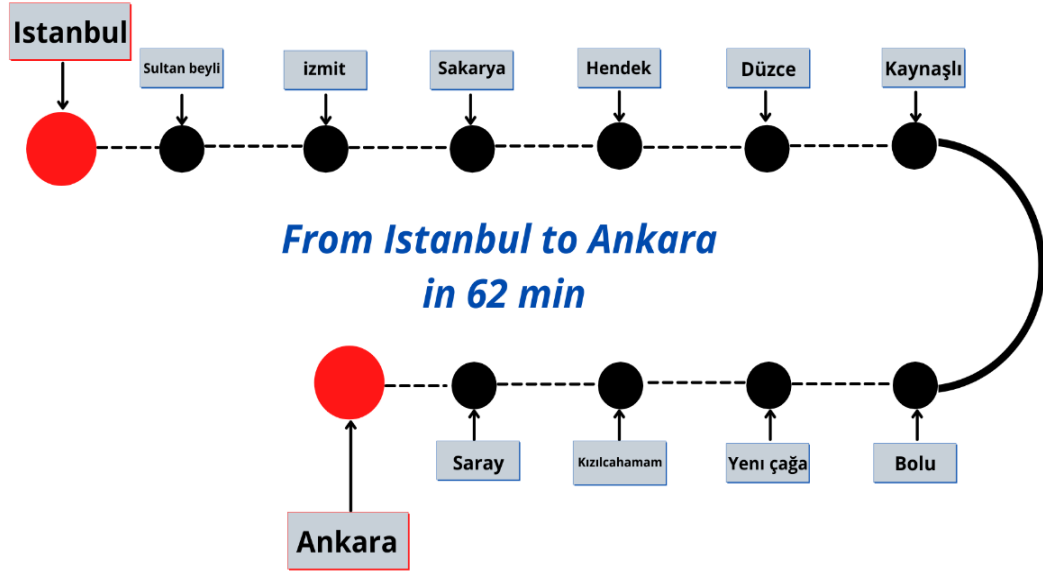 Istanbul
Sultan beyli
izmit
Sakarya
Hendek
Düzce
Kaynaşlı
From Istanbul to Ankara
in 62 min
Saray
Kızılcahamam
Yenı çağa
Bolu
Ankara